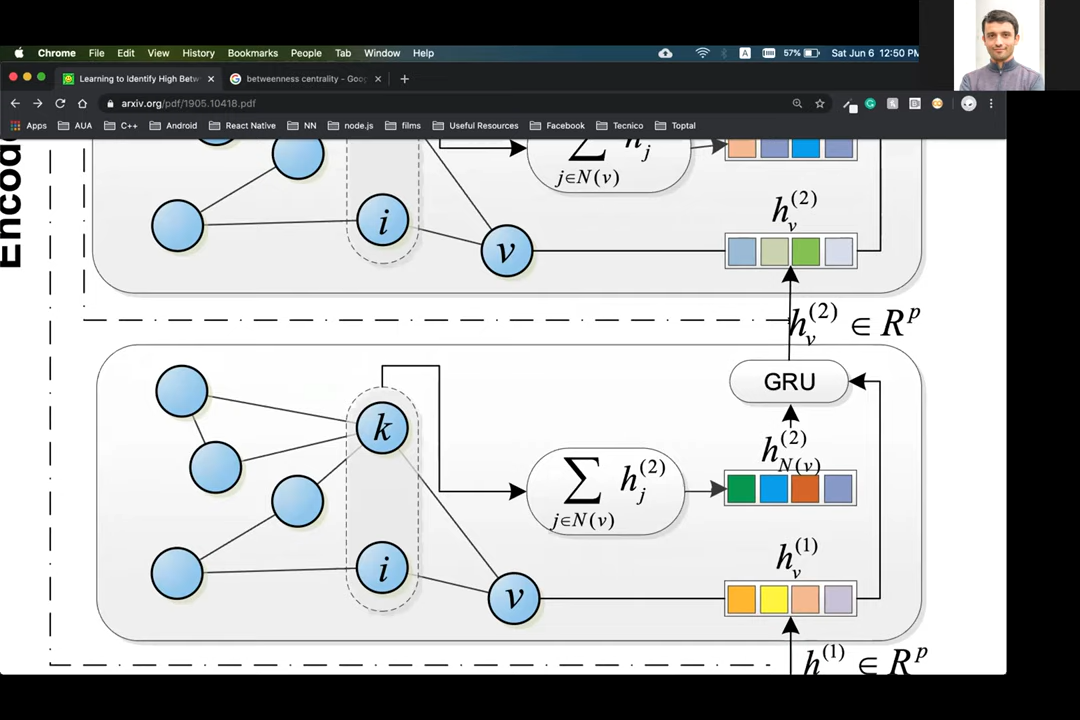 Chrome File Edit View History Bookmarks People Tab Window Help A 57% Sat Jun 6 12:50 PM
Learning to Identify High Betw × betweenness centrality - Goog × +
arxiv.org/pdf/1905.10418.pdf
Apps AUA C++ Android React Native NN node.js films Useful Resources Facebook Tecnico Toptal
Encod
∑ h_j
j∈N(v)
h_v^(2)
i
v
h_v^(2) ∈ R^p
GRU
k
h_N(v)^(2)
∑ h_j^(2)
j∈N(v)
h_v^(1)
i
v
h^(1) ∈ R^p